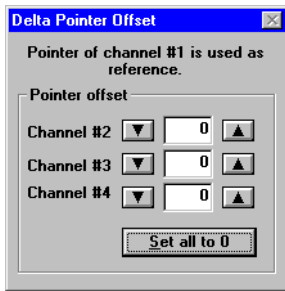 Delta Pointer Offset
Pointer of channel #1 is used as
reference.
Pointer offset
Channel #2 0
Channel #3 0
Channel #4 0
Set all to 0